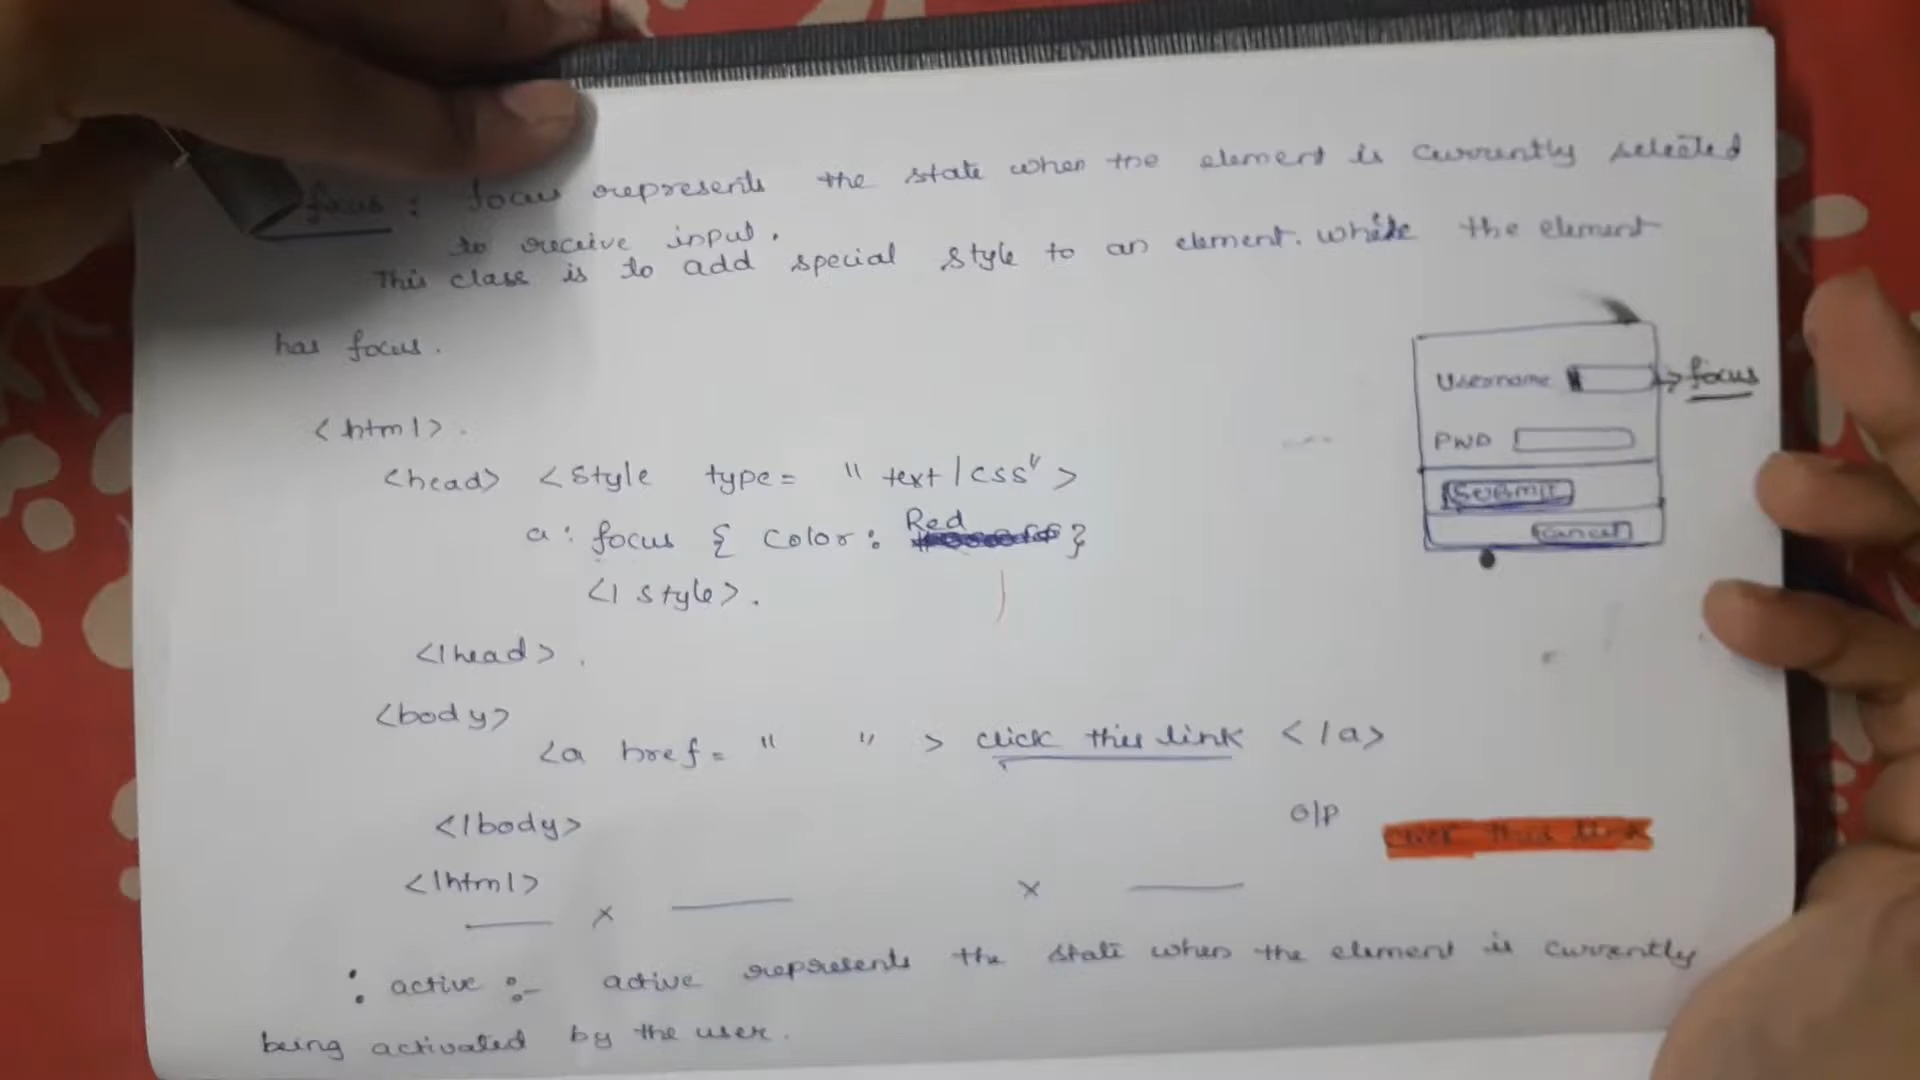 focus : focus represents the state when the element is currently selected
to receive input.
This class is to add special style to an element. while the element
has focus.
Username → focus
PWD
Submit
Cancel
<html>.
<head> <style type= "text/css">
a: focus { color: Red }
</style>.
</head>.
<body>
<a href= " " > click this link </a>
</body>
o/p click this link
</html>
x x
: active :- active represents the state when the element is currently
being activated by the user.